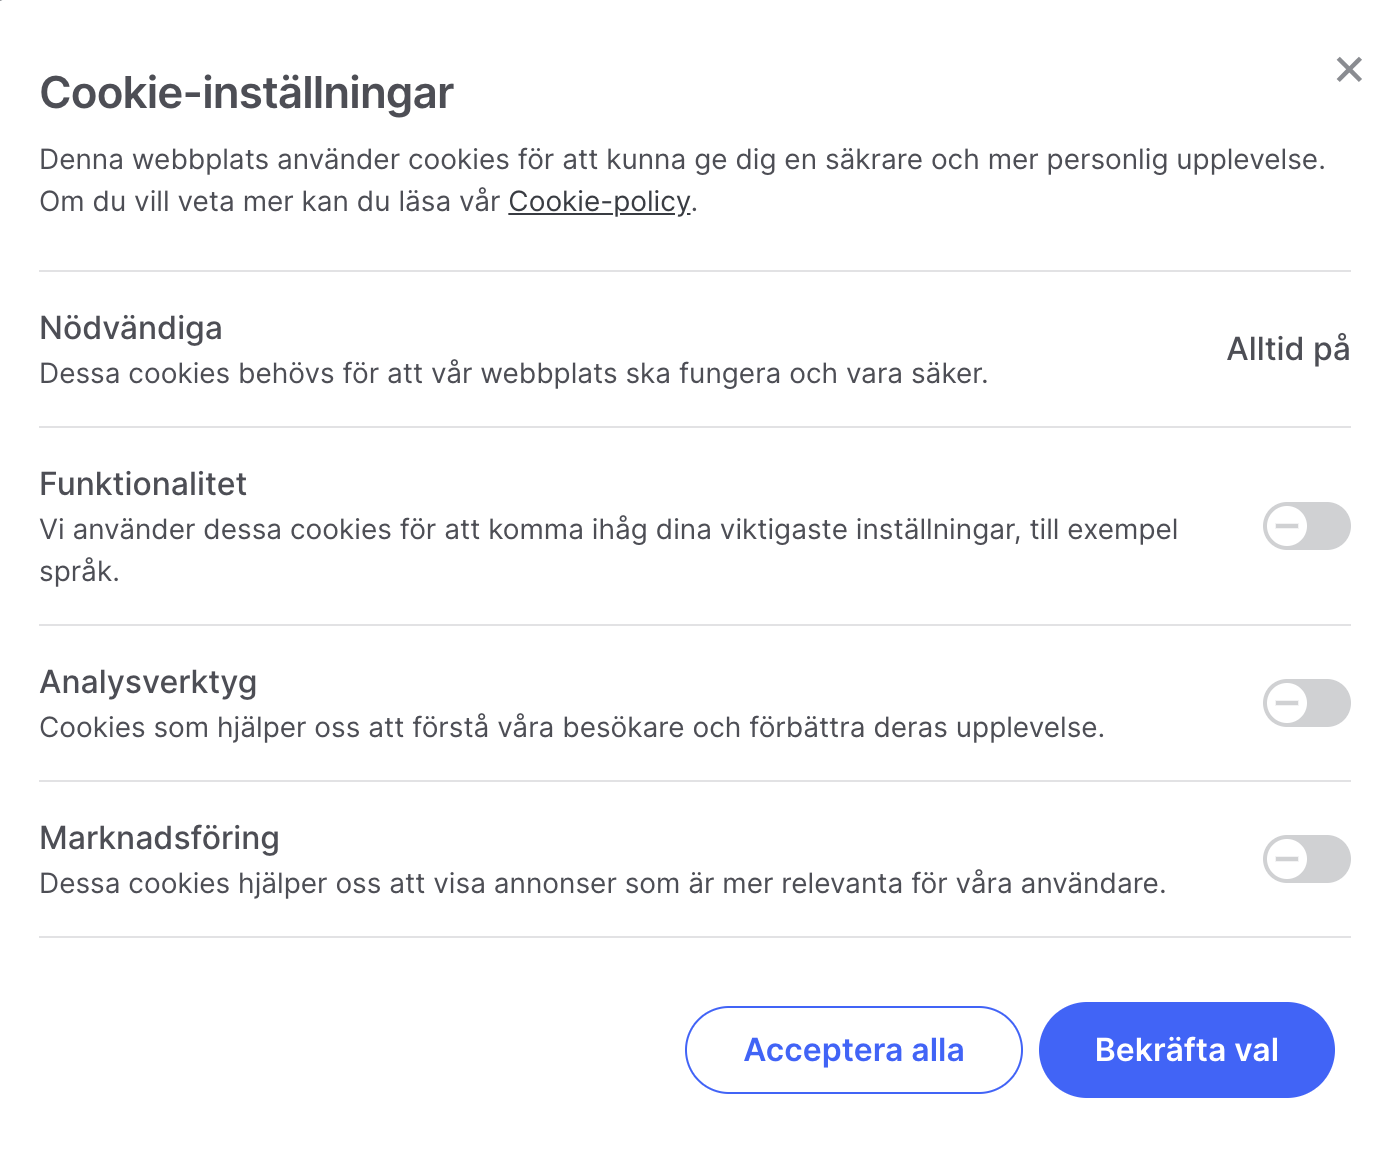 Cookie-inställningar
Denna webbplats använder cookies för att kunna ge dig en säkrare och mer personlig upplevelse.
Om du vill veta mer kan du läsa vår Cookie-policy.
Nödvändiga
Dessa cookies behövs för att vår webbplats ska fungera och vara säker.
Alltid på
Funktionalitet
Vi använder dessa cookies för att komma ihåg dina viktigaste inställningar, till exempel
språk.
Analysverktyg
Cookies som hjälper oss att förstå våra besökare och förbättra deras upplevelse.
Marknadsföring
Dessa cookies hjälper oss att visa annonser som är mer relevanta för våra användare.
Acceptera alla
Bekräfta val